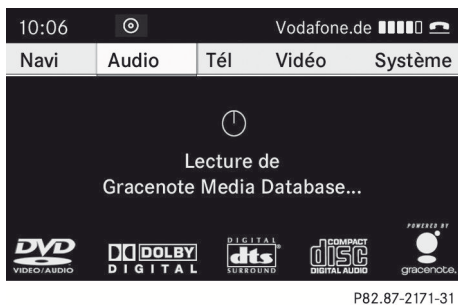 10:06 Vodafone.de
Navi Audio Tél Vidéo Système
Lecture de
Gracenote Media Database...
DVD VIDEO/AUDIO
DOLBY DIGITAL
DIGITAL dts SURROUND
COMPACT disc DIGITAL AUDIO
POWERED BY gracenote.
P82.87-2171-31